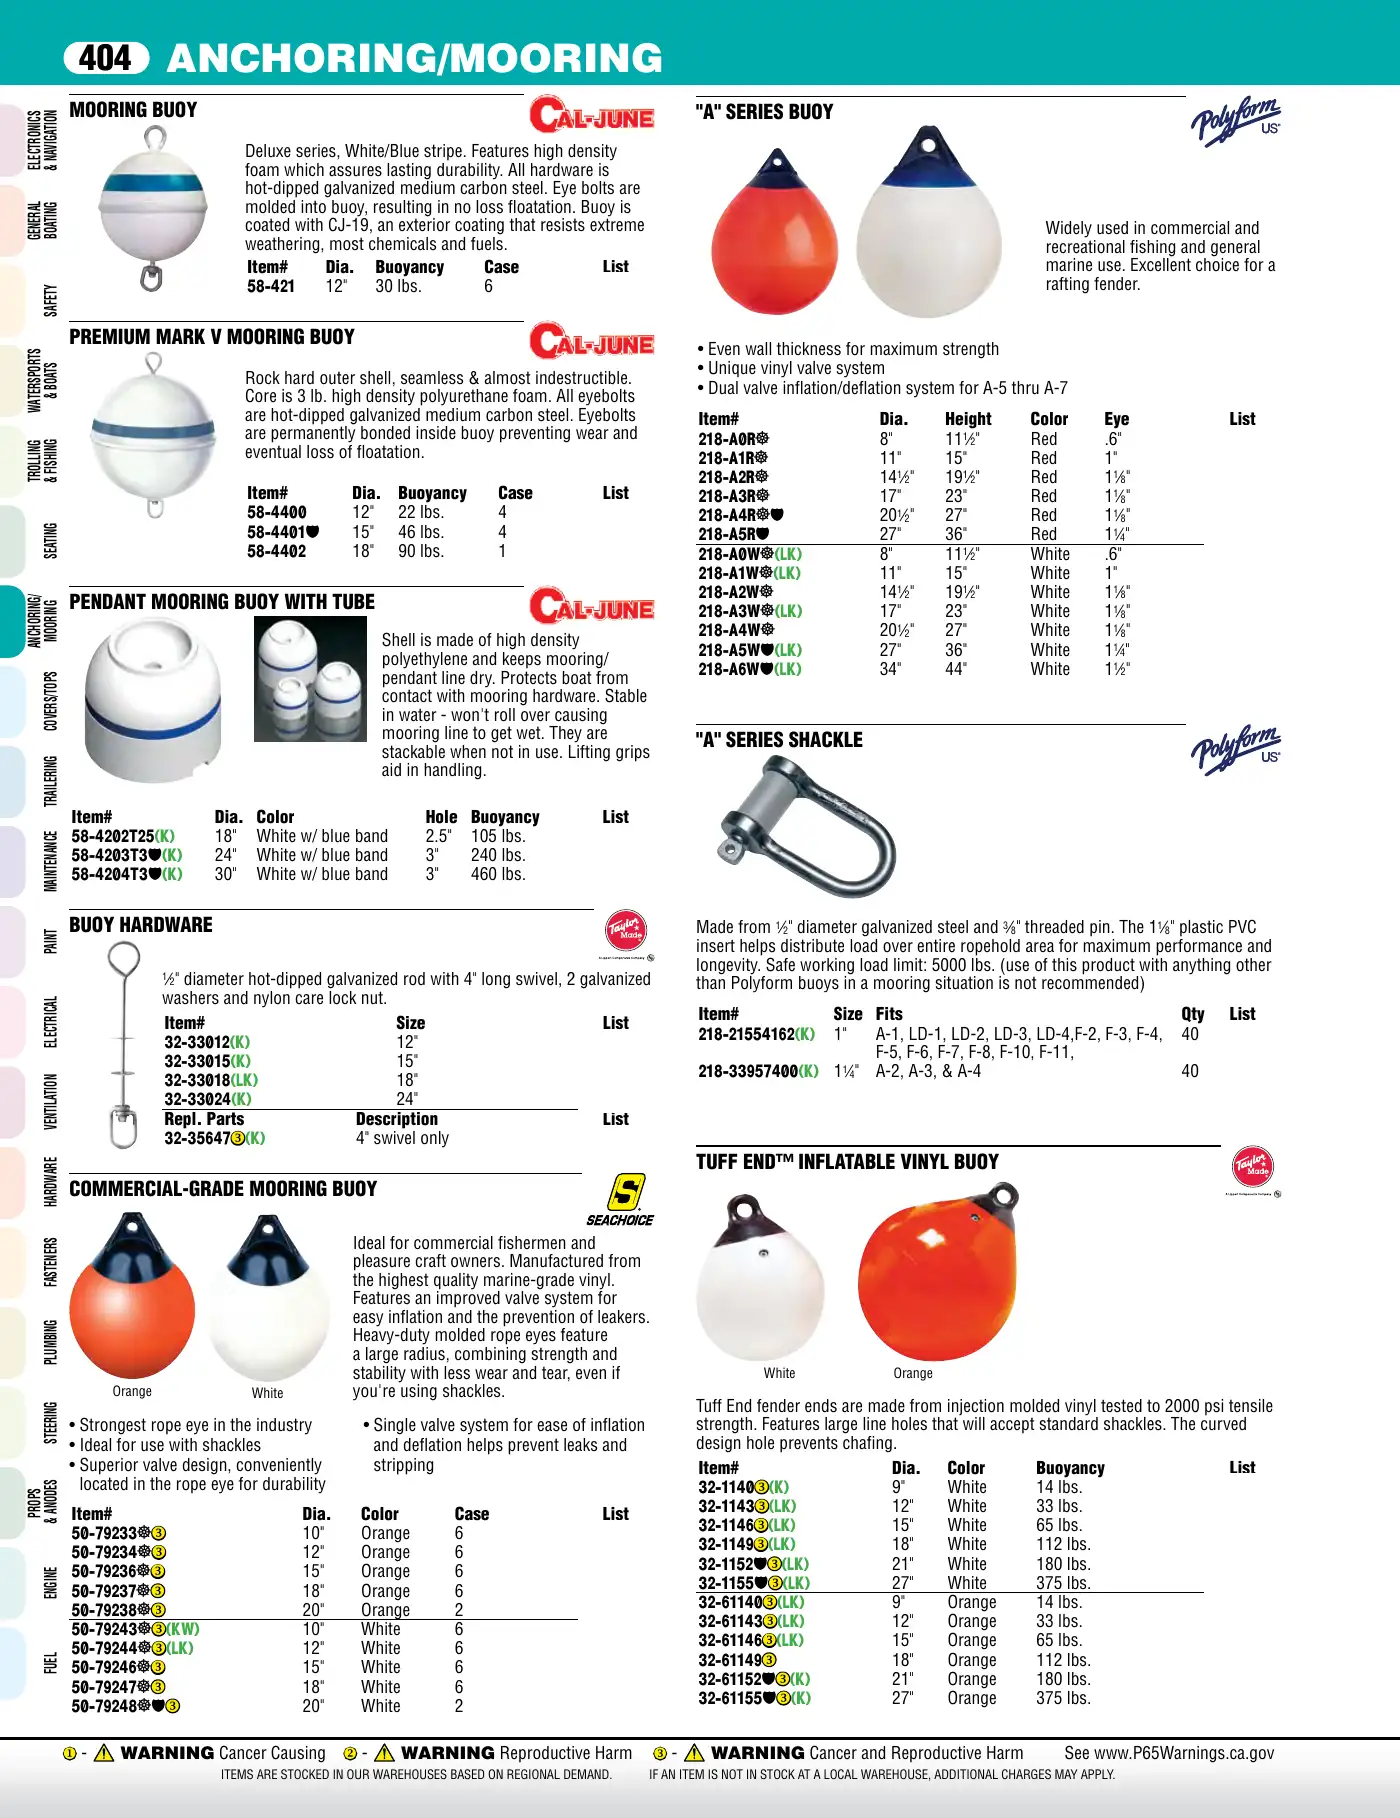 404 ANCHORING/MOORING
ELECTRONICS
& NAVIGATION
GENERAL
BOATING
SAFETY
WATERSPORTS
& BOATS
TROLLING
& FISHING
SEATING
ANCHORING/
MOORING
COVERS/TOPS
TRAILERING
MAINTENANCE
PAINT
ELECTRICAL
VENTILATION
HARDWARE
FASTENERS
PLUMBING
STEERING
PROPS
& ANODES
ENGINE
FUEL
MOORING BUOY
CAL-JUNE
Deluxe series, White/Blue stripe. Features high density
foam which assures lasting durability. All hardware is
hot-dipped galvanized medium carbon steel. Eye bolts are
molded into buoy, resulting in no loss floatation. Buoy is
coated with CJ-19, an exterior coating that resists extreme
weathering, most chemicals and fuels.
Item# Dia. Buoyancy Case List
58-421 12" 30 lbs. 6
PREMIUM MARK V MOORING BUOY
CAL-JUNE
Rock hard outer shell, seamless & almost indestructible.
Core is 3 lb. high density polyurethane foam. All eyebolts
are hot-dipped galvanized medium carbon steel. Eyebolts
are permanently bonded inside buoy preventing wear and
eventual loss of floatation.
Item# Dia. Buoyancy Case List
58-4400 12" 22 lbs. 4
58-4401 15" 46 lbs. 4
58-4402 18" 90 lbs. 1
PENDANT MOORING BUOY WITH TUBE
CAL-JUNE
Shell is made of high density
polyethylene and keeps mooring/
pendant line dry. Protects boat from
contact with mooring hardware. Stable
in water - won't roll over causing
mooring line to get wet. They are
stackable when not in use. Lifting grips
aid in handling.
Item# Dia. Color Hole Buoyancy List
58-4202T25(K) 18" White w/ blue band 2.5" 105 lbs.
58-4203T3(K) 24" White w/ blue band 3" 240 lbs.
58-4204T3(K) 30" White w/ blue band 3" 460 lbs.
BUOY HARDWARE
Taylor Made
½" diameter hot-dipped galvanized rod with 4" long swivel, 2 galvanized
washers and nylon care lock nut.
Item# Size List
32-33012(K) 12"
32-33015(K) 15"
32-33018(LK) 18"
32-33024(K) 24"
Repl. Parts Description List
32-35647③(K) 4" swivel only
COMMERCIAL-GRADE MOORING BUOY
S
SEACHOICE
Ideal for commercial fishermen and
pleasure craft owners. Manufactured from
the highest quality marine-grade vinyl.
Features an improved valve system for
easy inflation and the prevention of leakers.
Heavy-duty molded rope eyes feature
a large radius, combining strength and
stability with less wear and tear, even if
you're using shackles.
Orange White
• Strongest rope eye in the industry
• Ideal for use with shackles
• Superior valve design, conveniently
located in the rope eye for durability
• Single valve system for ease of inflation
and deflation helps prevent leaks and
stripping
Item# Dia. Color Case List
50-79233③ 10" Orange 6
50-79234③ 12" Orange 6
50-79236③ 15" Orange 6
50-79237③ 18" Orange 6
50-79238③ 20" Orange 2
50-79243③(KW) 10" White 6
50-79244③(LK) 12" White 6
50-79246③ 15" White 6
50-79247③ 18" White 6
50-79248③ 20" White 2
"A" SERIES BUOY
Polyform US
Widely used in commercial and
recreational fishing and general
marine use. Excellent choice for a
rafting fender.
• Even wall thickness for maximum strength
• Unique vinyl valve system
• Dual valve inflation/deflation system for A-5 thru A-7
Item# Dia. Height Color Eye List
218-A0R 8" 11½" Red .6"
218-A1R 11" 15" Red 1"
218-A2R 14½" 19½" Red 1⅛"
218-A3R 17" 23" Red 1⅛"
218-A4R 20½" 27" Red 1⅛"
218-A5R 27" 36" Red 1¼"
218-A0W(LK) 8" 11½" White .6"
218-A1W(LK) 11" 15" White 1"
218-A2W 14½" 19½" White 1⅛"
218-A3W(LK) 17" 23" White 1⅛"
218-A4W 20½" 27" White 1⅛"
218-A5W(LK) 27" 36" White 1¼"
218-A6W(LK) 34" 44" White 1½"
"A" SERIES SHACKLE
Polyform US
Made from ½" diameter galvanized steel and ⅜" threaded pin. The 1⅛" plastic PVC
insert helps distribute load over entire ropehold area for maximum performance and
longevity. Safe working load limit: 5000 lbs. (use of this product with anything other
than Polyform buoys in a mooring situation is not recommended)
Item# Size Fits Qty List
218-21554162(K) 1" A-1, LD-1, LD-2, LD-3, LD-4,F-2, F-3, F-4, 40
F-5, F-6, F-7, F-8, F-10, F-11,
218-33957400(K) 1¼" A-2, A-3, & A-4 40
TUFF END™ INFLATABLE VINYL BUOY
Taylor Made
White Orange
Tuff End fender ends are made from injection molded vinyl tested to 2000 psi tensile
strength. Features large line holes that will accept standard shackles. The curved
design hole prevents chafing.
Item# Dia. Color Buoyancy List
32-1140③(K) 9" White 14 lbs.
32-1143③(LK) 12" White 33 lbs.
32-1146③(LK) 15" White 65 lbs.
32-1149③(LK) 18" White 112 lbs.
32-1152③(LK) 21" White 180 lbs.
32-1155③(LK) 27" White 375 lbs.
32-61140③(LK) 9" Orange 14 lbs.
32-61143③(LK) 12" Orange 33 lbs.
32-61146③(LK) 15" Orange 65 lbs.
32-61149③ 18" Orange 112 lbs.
32-61152③(K) 21" Orange 180 lbs.
32-61155③(K) 27" Orange 375 lbs.
① - ⚠ WARNING Cancer Causing ② - ⚠ WARNING Reproductive Harm ③ - ⚠ WARNING Cancer and Reproductive Harm See www.P65Warnings.ca.gov
ITEMS ARE STOCKED IN OUR WAREHOUSES BASED ON REGIONAL DEMAND. IF AN ITEM IS NOT IN STOCK AT A LOCAL WAREHOUSE, ADDITIONAL CHARGES MAY APPLY.